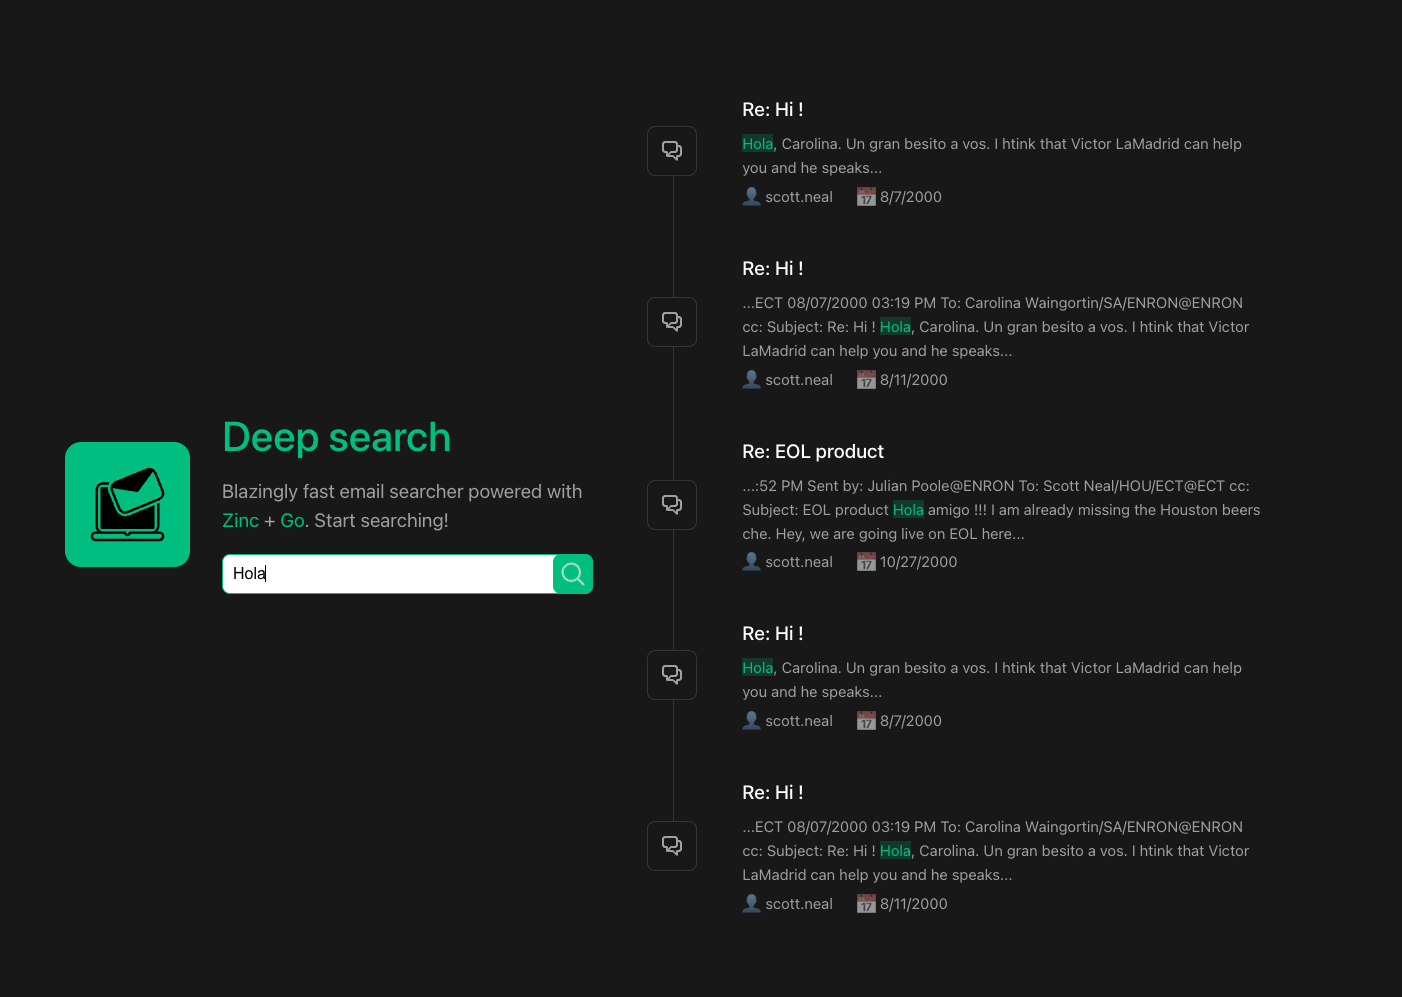 Deep search
Blazingly fast email searcher powered with
Zinc + Go. Start searching!
Hola
Re: Hi !
Hola, Carolina. Un gran besito a vos. I htink that Victor LaMadrid can help
you and he speaks...
scott.neal 17 8/7/2000
Re: Hi !
...ECT 08/07/2000 03:19 PM To: Carolina Waingortin/SA/ENRON@ENRON
cc: Subject: Re: Hi ! Hola, Carolina. Un gran besito a vos. I htink that Victor
LaMadrid can help you and he speaks...
scott.neal 17 8/11/2000
Re: EOL product
...:52 PM Sent by: Julian Poole@ENRON To: Scott Neal/HOU/ECT@ECT cc:
Subject: EOL product Hola amigo !!! I am already missing the Houston beers
che. Hey, we are going live on EOL here...
scott.neal 17 10/27/2000
Re: Hi !
Hola, Carolina. Un gran besito a vos. I htink that Victor LaMadrid can help
you and he speaks...
scott.neal 17 8/7/2000
Re: Hi !
...ECT 08/07/2000 03:19 PM To: Carolina Waingortin/SA/ENRON@ENRON
cc: Subject: Re: Hi ! Hola, Carolina. Un gran besito a vos. I htink that Victor
LaMadrid can help you and he speaks...
scott.neal 17 8/11/2000